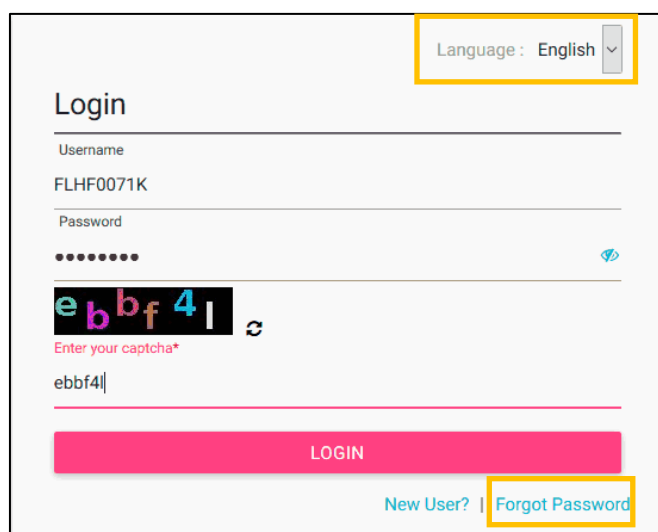 Language : English
Login
Username
FLHF0071K
Password
••••••••
ebbf4l
Enter your captcha*
ebbf4l
LOGIN
New User? | Forgot Password